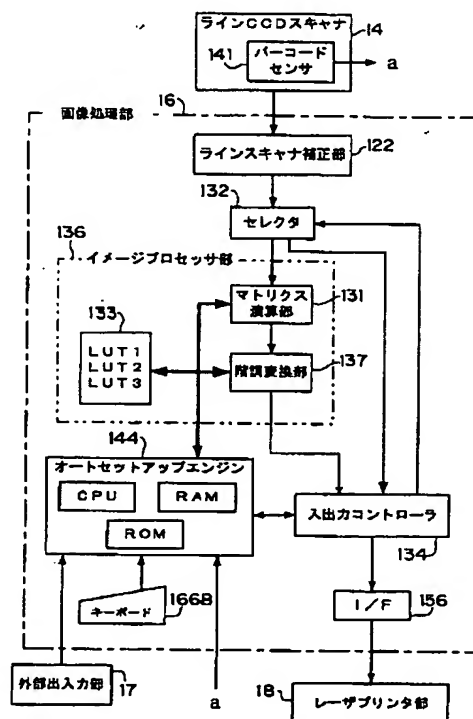 ラインCCDスキャナ
14
141
バーコード
センサ
a
画像処理部
16
ラインスキャナ補正部
122
132
セレクタ
136
イメージプロセッサ部
133
LUT1
LUT2
LUT3
マトリクス
演算部
131
階調変換部
137
144
オートセットアップエンジン
CPU
RAM
ROM
入出力コントローラ
134
キーボード
166B
I/F
156
外部出入力部
17
a
18
レーザプリンタ部